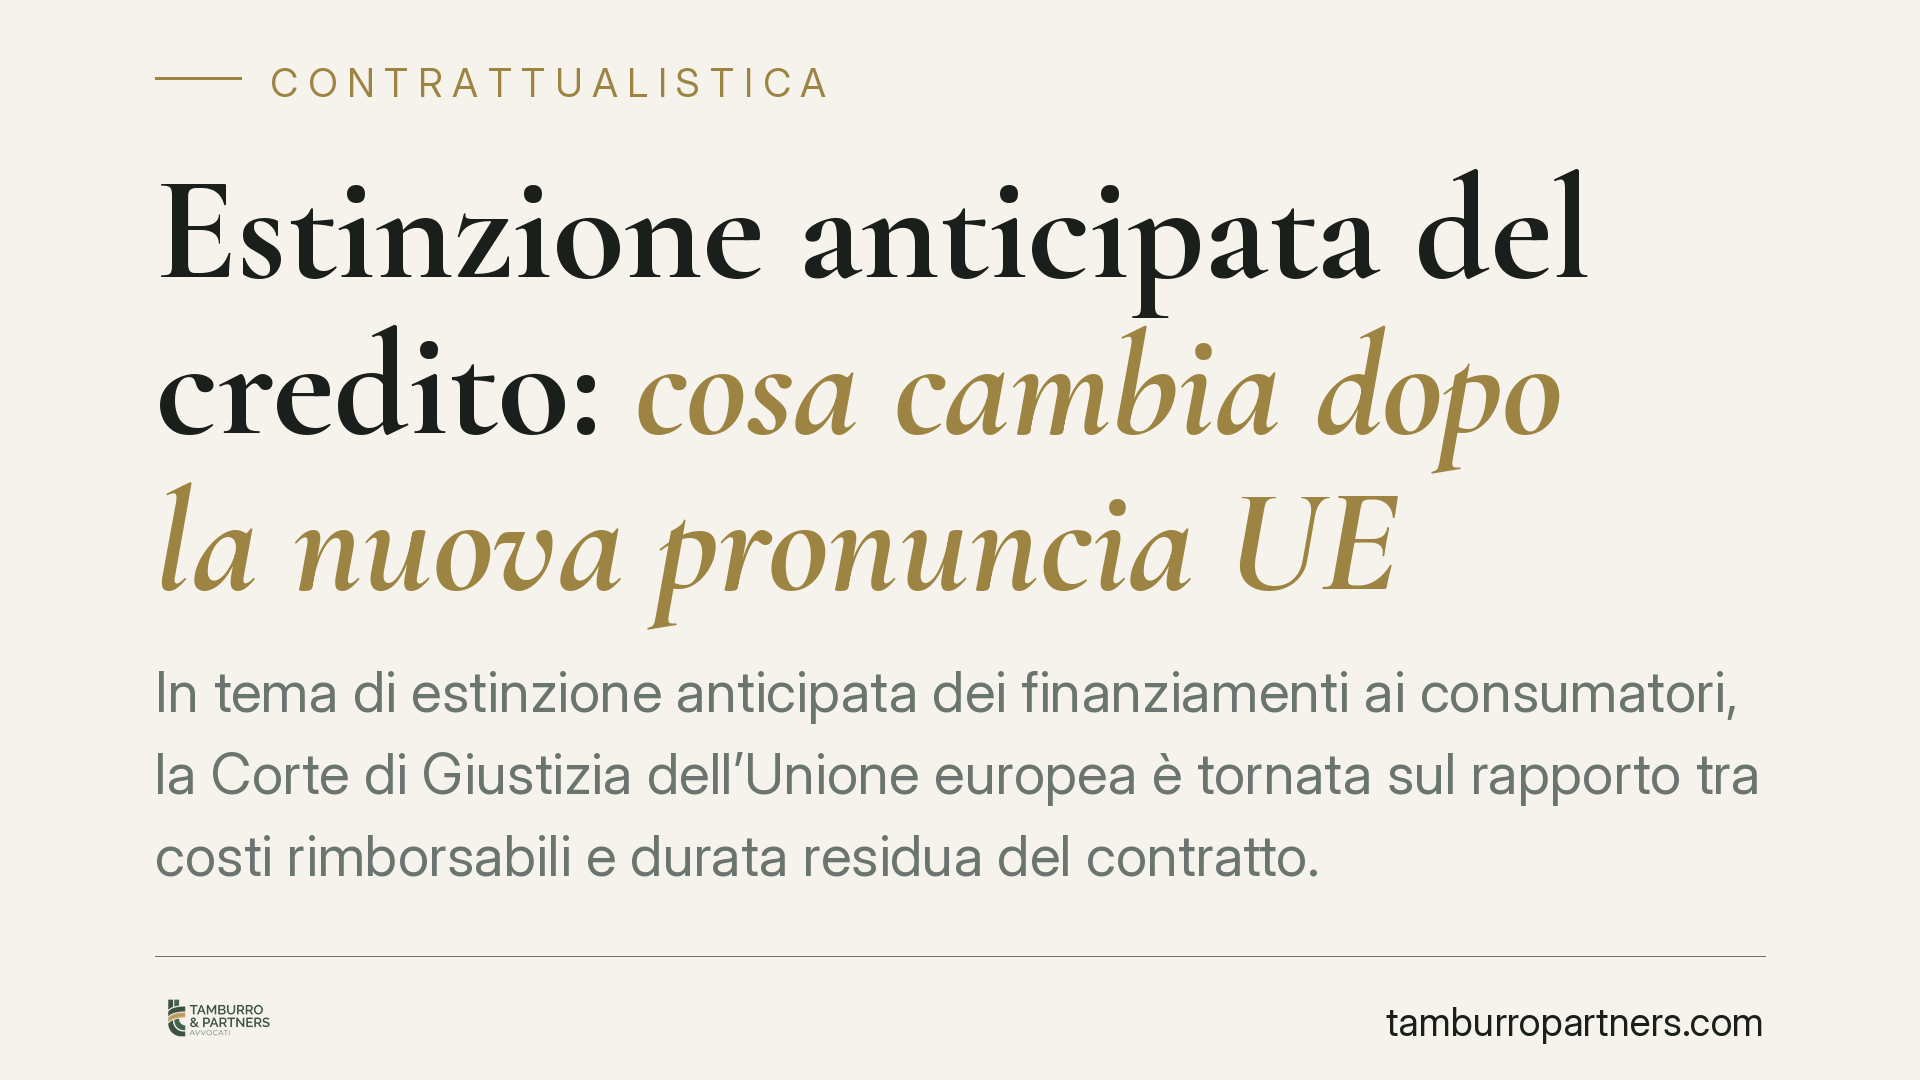 CONTRATTUALISTICA
Estinzione anticipata del
credito: cosa cambia dopo
la nuova pronuncia UE
In tema di estinzione anticipata dei finanziamenti ai consumatori,
la Corte di Giustizia dell’Unione europea è tornata sul rapporto tra
costi rimborsabili e durata residua del contratto.
TAMBURRO
& PARTNERS
AVVOCATI
tamburropartners.com